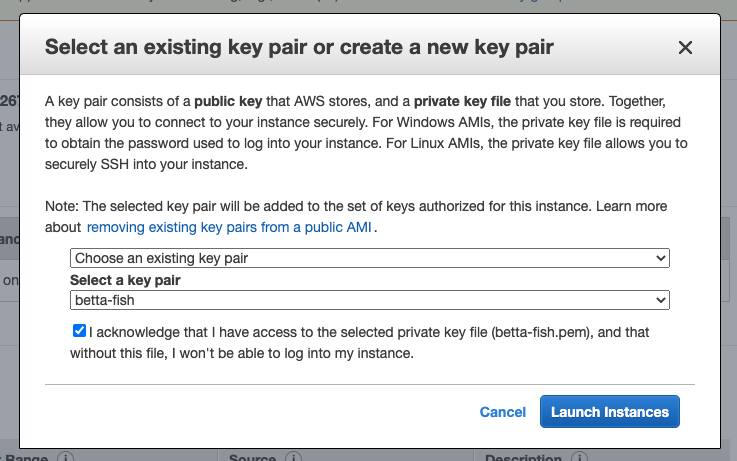 Select an existing key pair or create a new key pair
A key pair consists of a public key that AWS stores, and a private key file that you store. Together,
they allow you to connect to your instance securely. For Windows AMIs, the private key file is required
to obtain the password used to log into your instance. For Linux AMIs, the private key file allows you to
securely SSH into your instance.
Note: The selected key pair will be added to the set of keys authorized for this instance. Learn more
about removing existing key pairs from a public AMI.
Choose an existing key pair
Select a key pair
betta-fish
I acknowledge that I have access to the selected private key file (betta-fish.pem), and that
without this file, I won't be able to log into my instance.
Cancel Launch Instances
Range Source Description